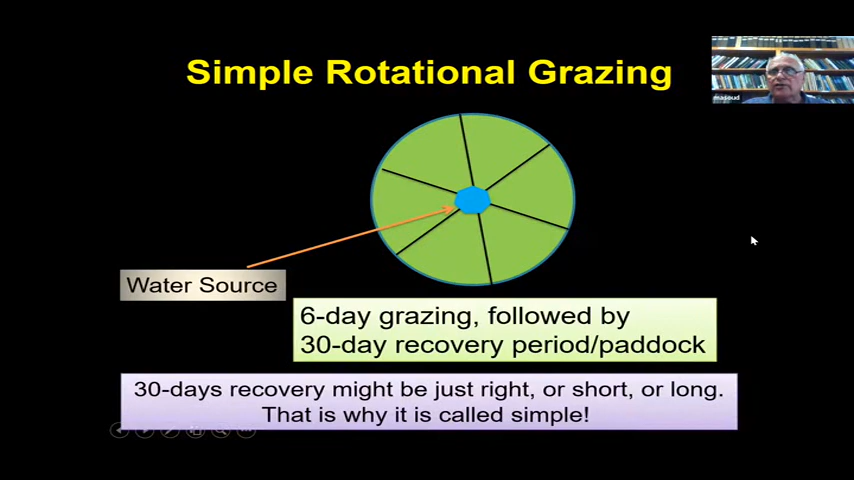 Simple Rotational Grazing
masoud
Water Source
6-day grazing, followed by
30-day recovery period/paddock
30-days recovery might be just right, or short, or long.
That is why it is called simple!